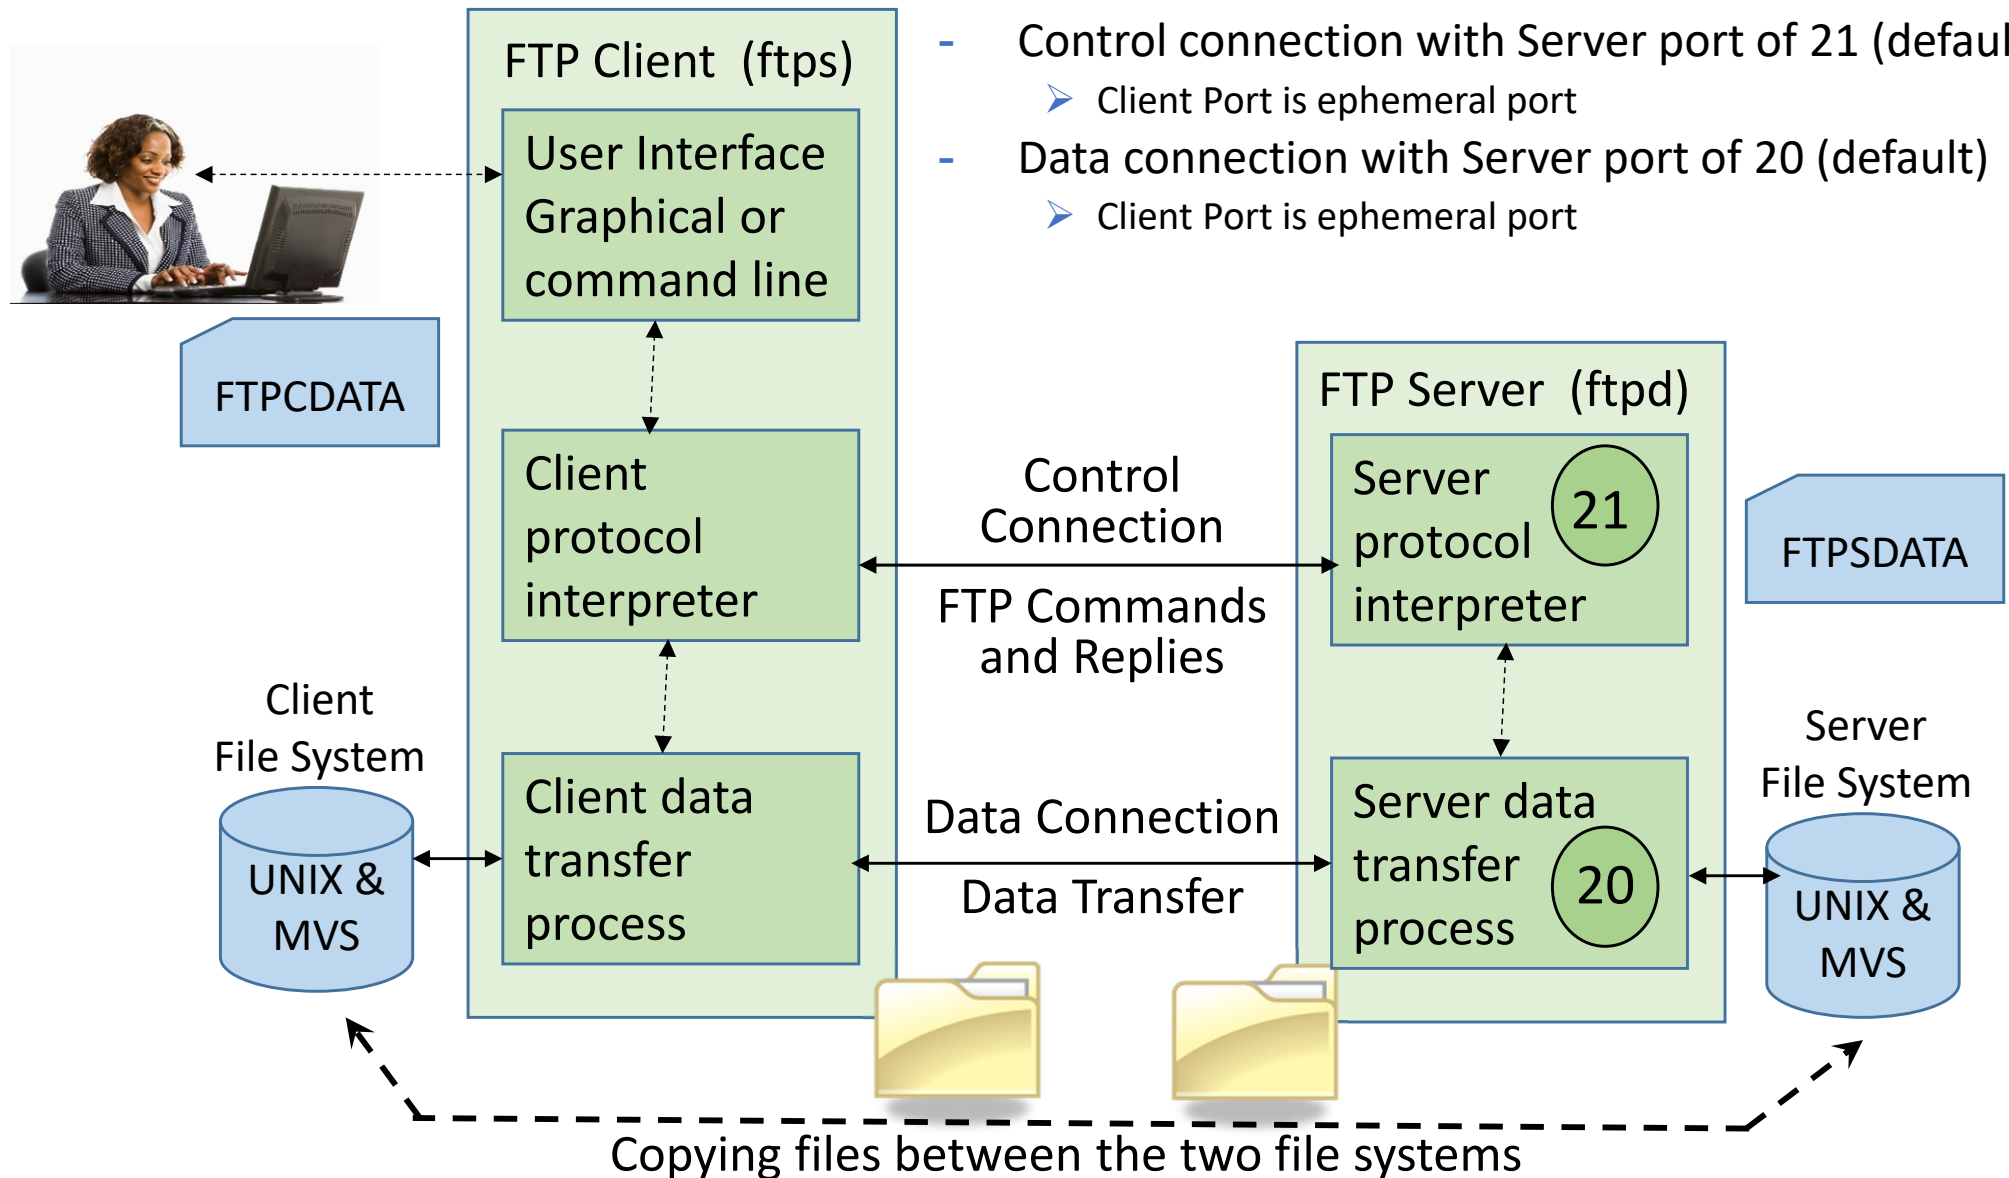 FTP Client (ftps)
User Interface
Graphical or
command line
- Control connection with Server port of 21 (defaul
Client Port is ephemeral port
- Data connection with Server port of 20 (default)
Client Port is ephemeral port
FTPCDATA
FTP Server (ftpd)
Client
protocol
interpreter
Control
Connection
FTP Commands
and Replies
Server
protocol
interpreter
21
FTPSDATA
Client
File System
UNIX &
MVS
Client data
transfer
process
Data Connection
Data Transfer
Server data
transfer
process
20
Server
File System
UNIX &
MVS
Copying files between the two file systems